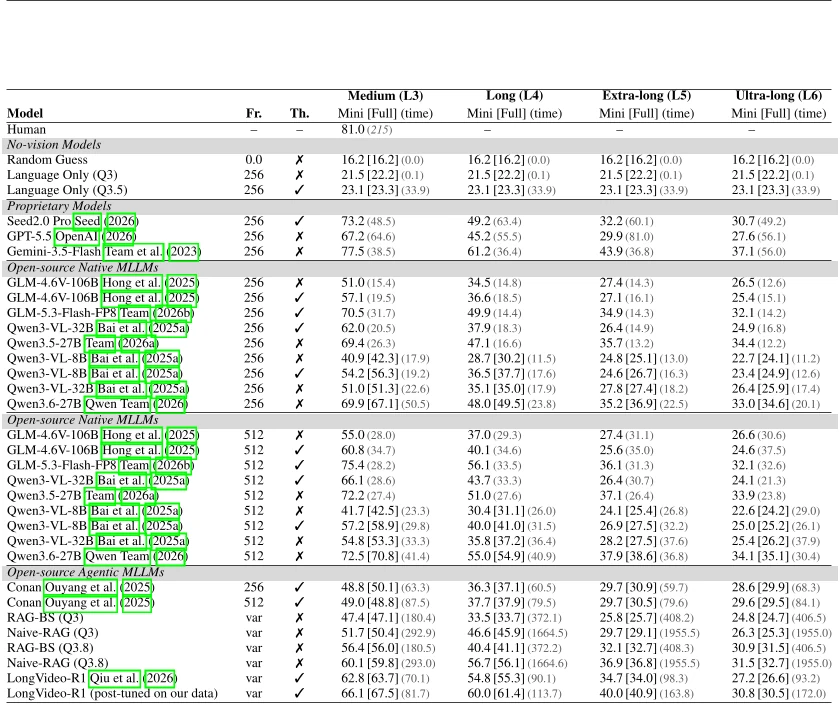 Medium (L3) Long (L4) Extra-long (L5) Ultra-long (L6)
Model Fr. Th. Mini [Full] (time) Mini [Full] (time) Mini [Full] (time) Mini [Full] (time)
Human – – 81.0 (215) – – –
No-vision Models
Random Guess 0.0 ✗ 16.2 [16.2] (0.0) 16.2 [16.2] (0.0) 16.2 [16.2] (0.0) 16.2 [16.2] (0.0)
Language Only (Q3) 256 ✗ 21.5 [22.2] (0.1) 21.5 [22.2] (0.1) 21.5 [22.2] (0.1) 21.5 [22.2] (0.1)
Language Only (Q3.5) 256 ✓ 23.1 [23.3] (33.9) 23.1 [23.3] (33.9) 23.1 [23.3] (33.9) 23.1 [23.3] (33.9)
Proprietary Models
Seed2.0 Pro Seed (2026) 256 ✓ 73.2 (48.5) 49.2 (63.4) 32.2 (60.1) 30.7 (49.2)
GPT-5.5 OpenAI (2026) 256 ✗ 67.2 (64.6) 45.2 (55.5) 29.9 (81.0) 27.6 (56.1)
Gemini-3.5-Flash Team et al. (2023) 256 ✗ 77.5 (38.5) 61.2 (36.4) 43.9 (36.8) 37.1 (56.0)
Open-source Native MLLMs
GLM-4.6V-106B Hong et al. (2025) 256 ✗ 51.0 (15.4) 34.5 (14.8) 27.4 (14.3) 26.5 (12.6)
GLM-4.6V-106B Hong et al. (2025) 256 ✓ 57.1 (19.5) 36.6 (18.5) 27.1 (16.1) 25.4 (15.1)
GLM-5.3-Flash-FP8 Team (2026b) 256 ✓ 70.5 (31.7) 49.9 (14.4) 34.9 (14.3) 32.1 (14.2)
Qwen3-VL-32B Bai et al. (2025a) 256 ✓ 62.0 (20.5) 37.9 (18.3) 26.4 (14.9) 24.9 (16.8)
Qwen3.5-27B Team (2026a) 256 ✗ 69.4 (26.3) 47.1 (16.6) 35.7 (13.2) 34.4 (12.2)
Qwen3-VL-8B Bai et al. (2025a) 256 ✗ 40.9 [42.3] (17.9) 28.7 [30.2] (11.5) 24.8 [25.1] (13.0) 22.7 [24.1] (11.2)
Qwen3-VL-8B Bai et al. (2025a) 256 ✓ 54.2 [56.3] (19.2) 36.5 [37.7] (17.6) 24.6 [26.7] (16.3) 23.4 [24.9] (12.6)
Qwen3-VL-32B Bai et al. (2025a) 256 ✗ 51.0 [51.3] (22.6) 35.1 [35.0] (17.9) 27.8 [27.4] (18.2) 26.4 [25.9] (17.4)
Qwen3.6-27B Qwen Team (2026) 256 ✗ 69.9 [67.1] (50.5) 48.0 [49.5] (23.8) 35.2 [36.9] (22.5) 33.0 [34.6] (20.1)
Open-source Native MLLMs
GLM-4.6V-106B Hong et al. (2025) 512 ✗ 55.0 (28.0) 37.0 (29.3) 27.4 (31.1) 26.6 (30.6)
GLM-4.6V-106B Hong et al. (2025) 512 ✓ 60.8 (34.7) 40.1 (34.6) 25.6 (35.0) 24.6 (37.5)
GLM-5.3-Flash-FP8 Team (2026b) 512 ✓ 75.4 (28.2) 56.1 (33.5) 36.1 (31.3) 32.1 (32.6)
Qwen3-VL-32B Bai et al. (2025a) 512 ✓ 66.1 (28.6) 43.7 (33.3) 26.4 (30.7) 24.1 (21.3)
Qwen3.5-27B Team (2026a) 512 ✗ 72.2 (27.4) 51.0 (27.6) 37.1 (26.4) 33.9 (23.8)
Qwen3-VL-8B Bai et al. (2025a) 512 ✗ 41.7 [42.5] (23.3) 30.4 [31.1] (26.0) 24.1 [25.4] (26.8) 22.6 [24.2] (29.0)
Qwen3-VL-8B Bai et al. (2025a) 512 ✓ 57.2 [58.9] (29.8) 40.0 [41.0] (31.5) 26.9 [27.5] (32.2) 25.0 [25.2] (26.1)
Qwen3-VL-32B Bai et al. (2025a) 512 ✗ 54.8 [53.3] (33.3) 35.8 [37.2] (36.4) 28.2 [27.5] (37.6) 25.4 [26.2] (37.9)
Qwen3.6-27B Qwen Team (2026) 512 ✗ 72.5 [70.8] (41.4) 55.0 [54.9] (40.9) 37.9 [38.6] (36.8) 34.1 [35.1] (30.4)
Open-source Agentic MLLMs
Conan Ouyang et al. (2025) 256 ✓ 48.8 [50.1] (63.3) 36.3 [37.1] (60.5) 29.7 [30.9] (59.7) 28.6 [29.9] (68.3)
Conan Ouyang et al. (2025) 512 ✓ 49.0 [48.8] (87.5) 37.7 [37.9] (79.5) 29.7 [30.5] (79.6) 29.6 [29.5] (84.1)
RAG-BS (Q3) var ✗ 47.4 [47.1] (180.4) 33.5 [33.7] (372.1) 25.8 [25.7] (408.2) 24.8 [24.7] (406.5)
Naive-RAG (Q3) var ✗ 51.7 [50.4] (292.9) 46.6 [45.9] (1664.5) 29.7 [29.1] (1955.5) 26.3 [25.3] (1955.0)
RAG-BS (Q3.8) var ✗ 56.4 [56.0] (180.5) 40.4 [41.1] (372.2) 32.1 [32.7] (408.3) 30.9 [31.5] (406.5)
Naive-RAG (Q3.8) var ✗ 60.1 [59.8] (293.0) 56.7 [56.1] (1664.6) 36.9 [36.8] (1955.5) 31.5 [32.7] (1955.0)
LongVideo-R1 Qiu et al. (2026) var ✓ 62.8 [63.7] (70.1) 54.8 [55.3] (90.1) 34.7 [34.0] (98.3) 27.2 [26.6] (93.2)
LongVideo-R1 (post-tuned on our data) var ✓ 66.1 [67.5] (81.7) 60.0 [61.4] (113.7) 40.0 [40.9] (163.8) 30.8 [30.5] (172.0)